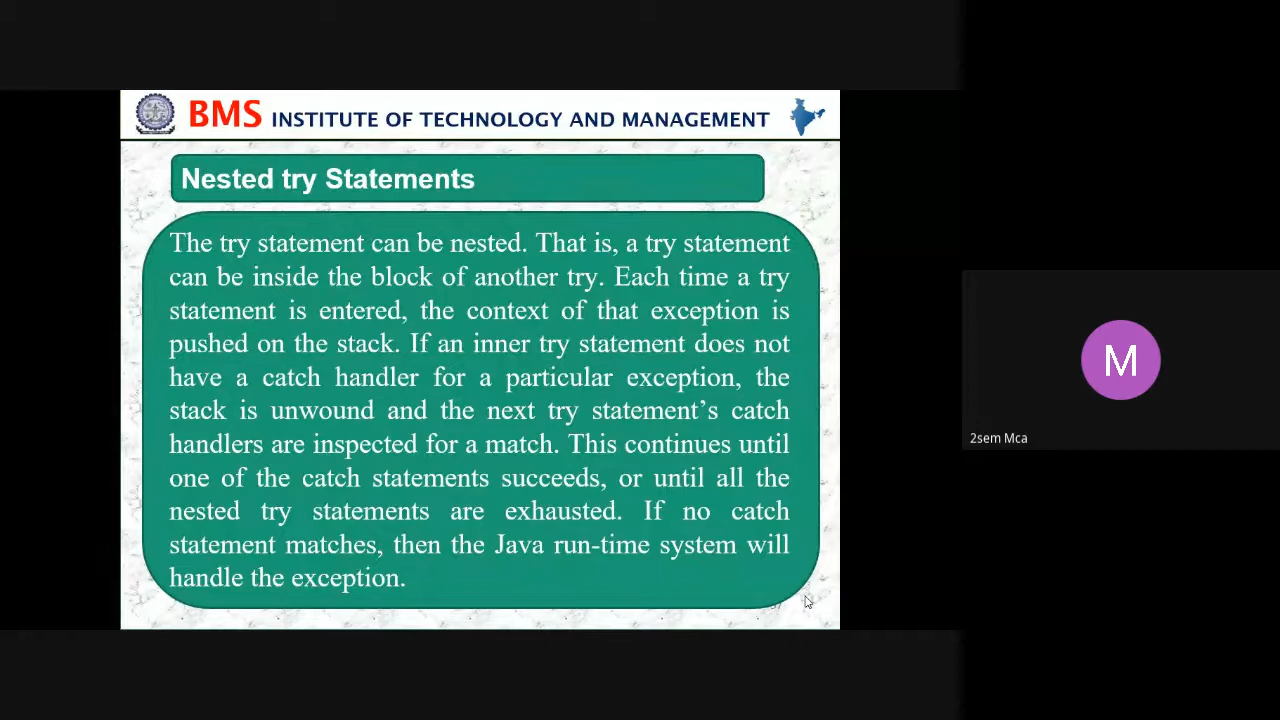 BMS INSTITUTE OF TECHNOLOGY AND MANAGEMENT
Nested try Statements
The try statement can be nested. That is, a try statement
can be inside the block of another try. Each time a try
statement is entered, the context of that exception is
pushed on the stack. If an inner try statement does not
have a catch handler for a particular exception, the
stack is unwound and the next try statement’s catch
handlers are inspected for a match. This continues until
one of the catch statements succeeds, or until all the
nested try statements are exhausted. If no catch
statement matches, then the Java run-time system will
handle the exception.
M
2sem Mca